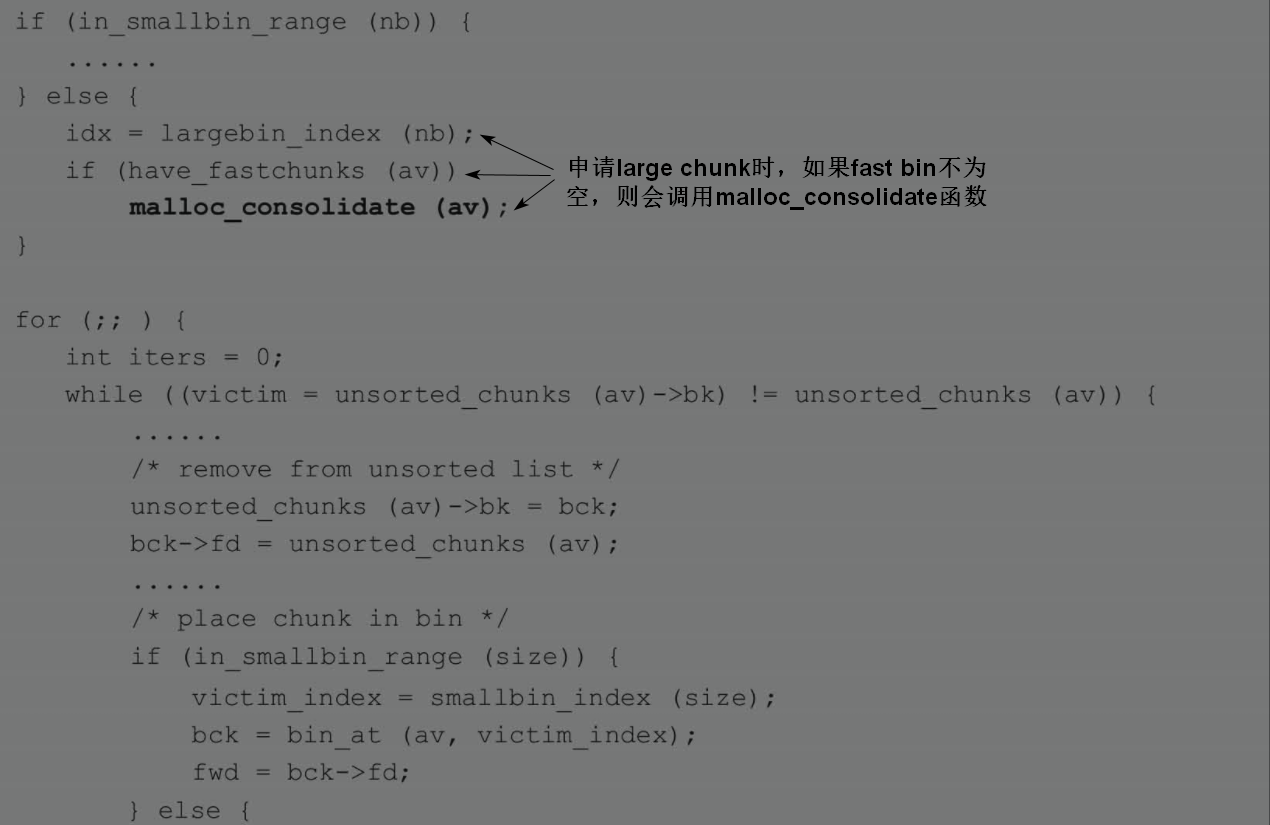 if (in_smallbin_range (nb)) {
......
} else {
idx = largebin_index (nb);
if (have_fastchunks (av))
malloc_consolidate (av);
申请large chunk时，如果fast bin不为
空，则会调用malloc_consolidate函数
}
for (;; ) {
int iters = 0;
while ((victim = unsorted_chunks (av)->bk) != unsorted_chunks (av)) {
......
/* remove from unsorted list */
unsorted_chunks (av)->bk = bck;
bck->fd = unsorted_chunks (av);
......
/* place chunk in bin */
if (in_smallbin_range (size)) {
victim_index = smallbin_index (size);
bck = bin_at (av, victim_index);
fwd = bck->fd;
} else {